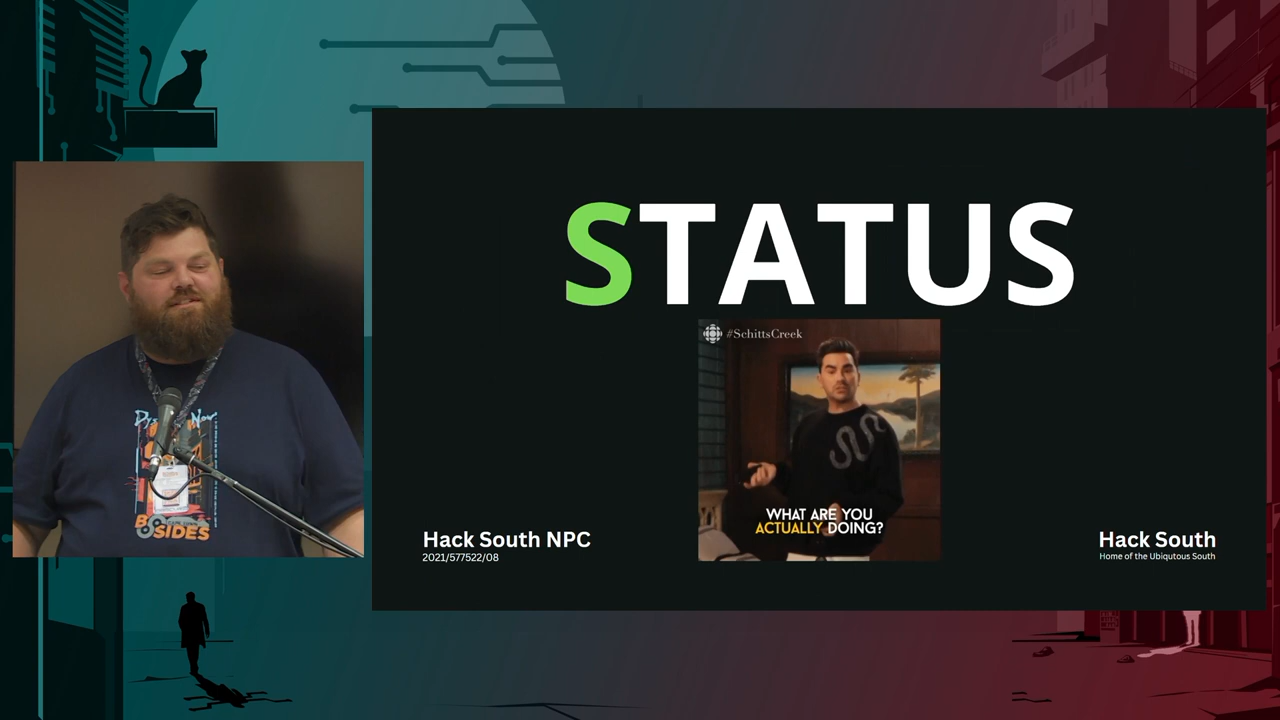 STATUS
#SchittsCreek
WHAT ARE YOU
ACTUALLY DOING?
Hack South NPC
2021/577522/08
Hack South
Home of the Ubiqutous South
B SIDES